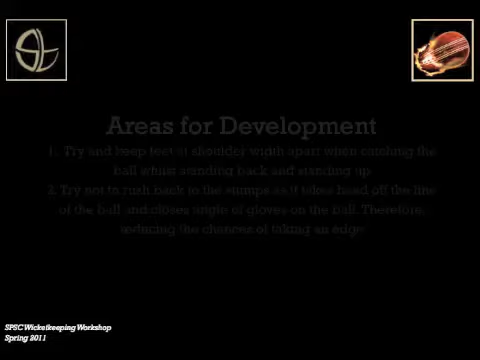 Areas for Development
1. Try and keep feet at shoulder width apart when catching the
ball whilst standing back and standing up
2. Try not to rush back to the stumps as it takes head off the line
of the ball and closes angle of gloves on the ball. Therefore,
reducing the chances of taking an edge
SPSC Wicketkeeping Workshop
Spring 2011